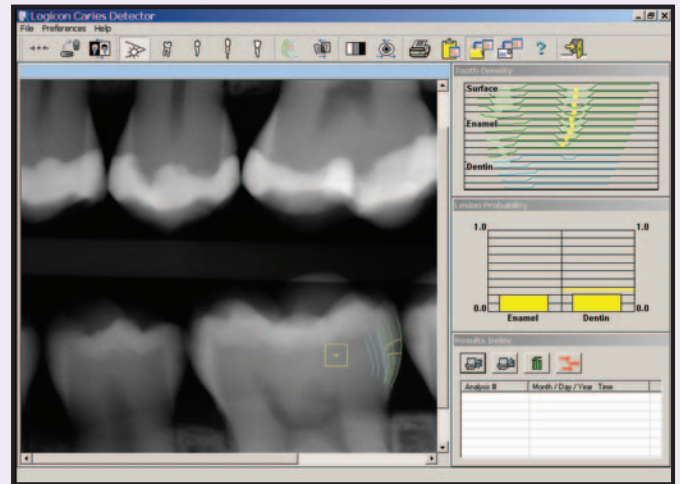 Logicon Caries Detector
File Preferences Help
Tooth Density
Surface
Enamel
Dentin
Lesion Probability
1.0 1.0
0.0 0.0
Enamel Dentin
Results Index
Analysis # Month / Day / Year Time